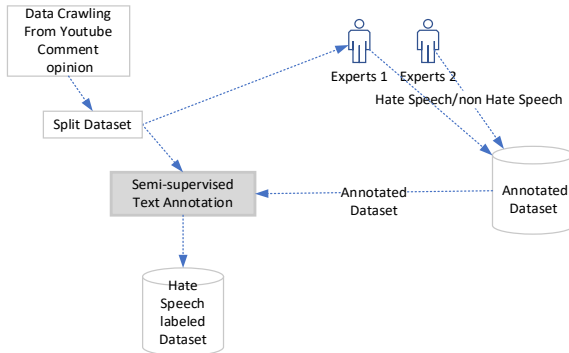 Data Crawling
From Youtube
Comment
opinion
Experts 1
Experts 2
Hate Speech/non Hate Speech
Split Dataset
Semi-supervised
Text Annotation
Annotated
Dataset
Annotated
Dataset
Hate
Speech
labeled
Dataset